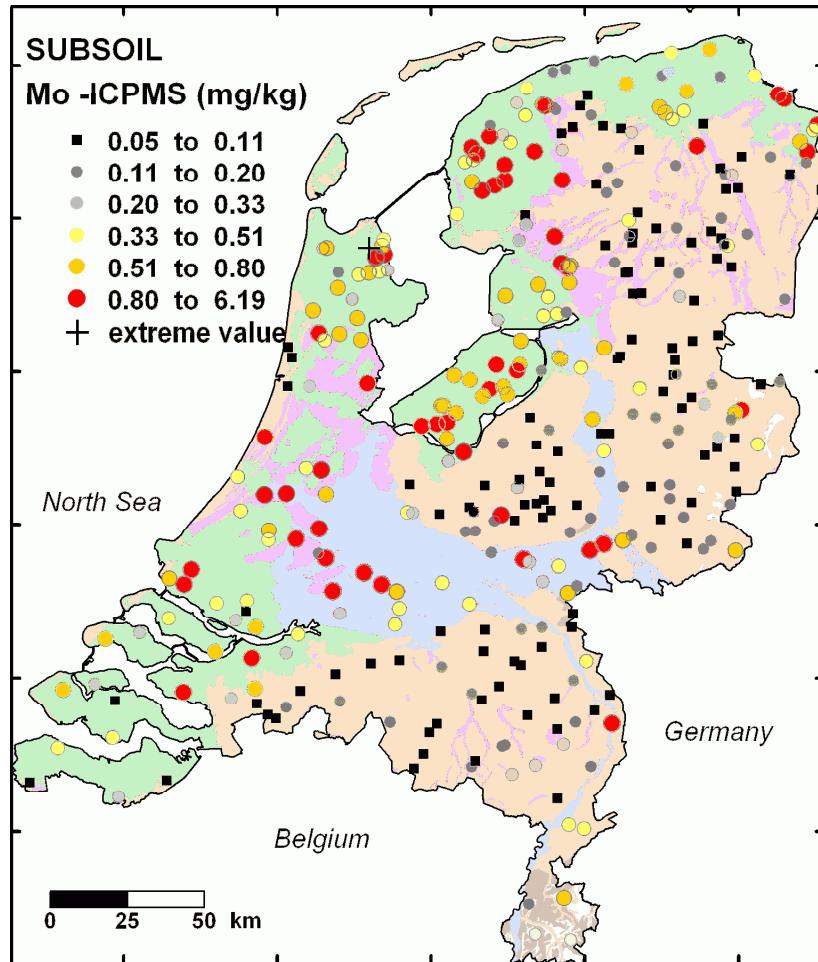 SUBSOIL
Mo -ICPMS (mg/kg)
0.05 to 0.11
0.11 to 0.20
0.20 to 0.33
0.33 to 0.51
0.51 to 0.80
0.80 to 6.19
extreme value
North Sea
Germany
Belgium
0 25 50 km